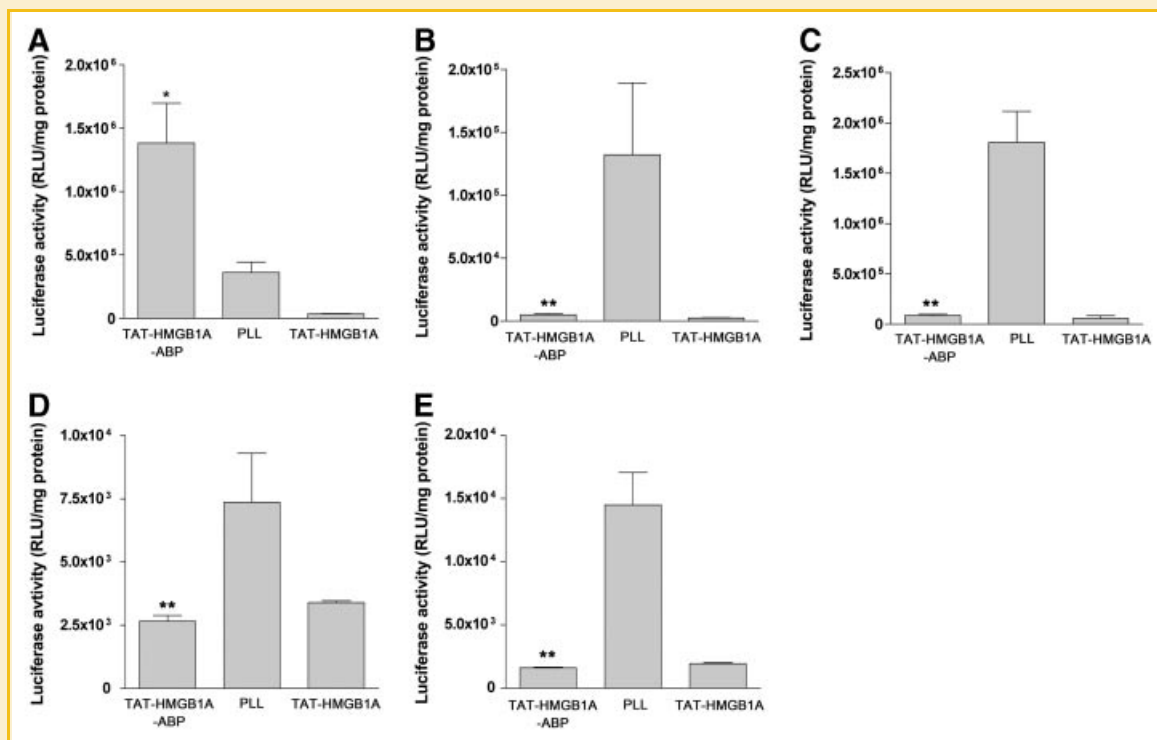 A
Luciferase activity (RLU/mg protein)
2.0x10⁶
1.5x10⁶
1.0x10⁶
5.0x10⁵
0
*
TAT-HMGB1A
-ABP
PLL
TAT-HMGB1A
B
Luciferase activity (RLU/mg protein)
2.0x10⁵
1.5x10⁵
1.0x10⁵
5.0x10⁴
0
**
TAT-HMGB1A
-ABP
PLL
TAT-HMGB1A
C
Luciferase activity (RLU/mg protein)
2.5x10⁶
2.0x10⁶
1.5x10⁶
1.0x10⁶
5.0x10⁵
0
**
TAT-HMGB1A
-ABP
PLL
TAT-HMGB1A
D
Luciferase avtivity (RLU/mg protein)
1.0x10⁴
7.5x10³
5.0x10³
2.5x10³
0
**
TAT-HMGB1A
-ABP
PLL
TAT-HMGB1A
E
Luciferase activity (RLU/mg protein)
2.0x10⁴
1.5x10⁴
1.0x10⁴
5.0x10³
0
**
TAT-HMGB1A
-ABP
PLL
TAT-HMGB1A